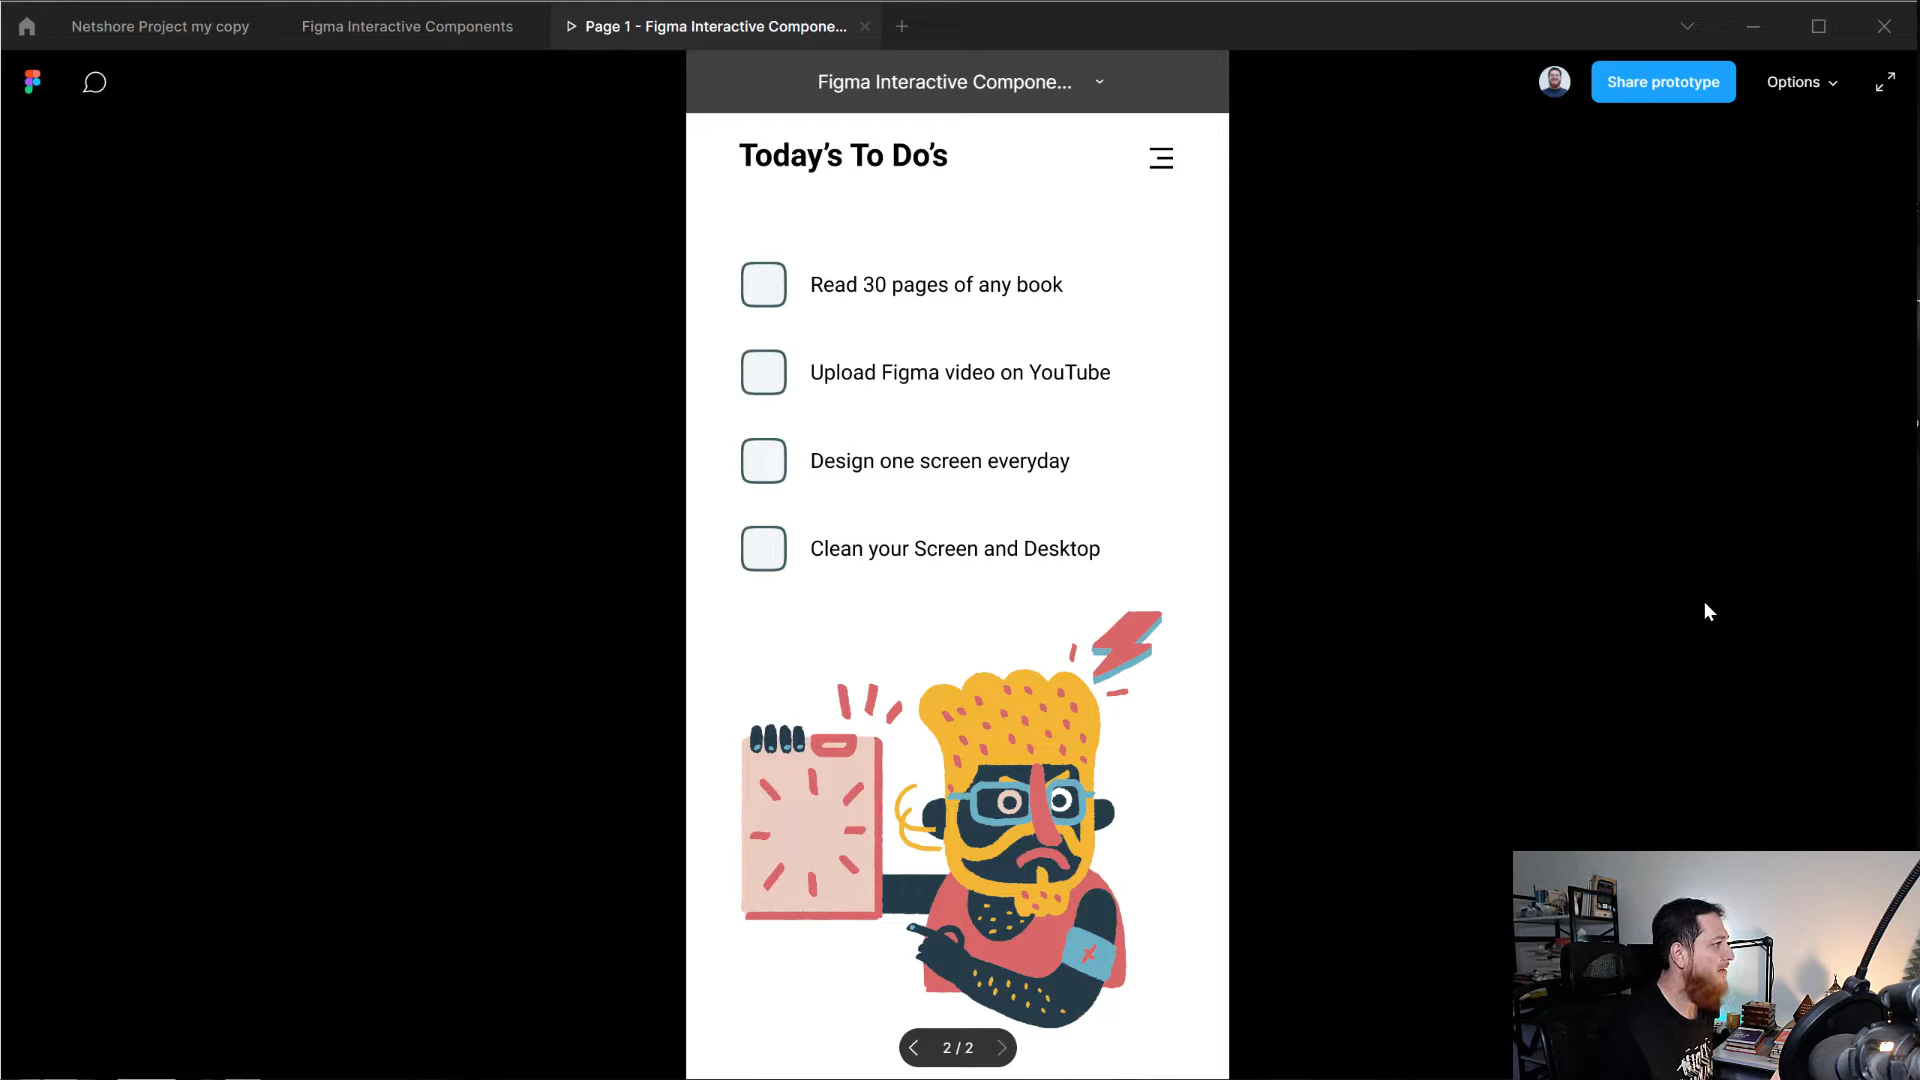 Netshore Project my copy
Figma Interactive Components
Page 1 - Figma Interactive Compone...
Figma Interactive Compone...
Share prototype
Options
Today’s To Do’s
Read 30 pages of any book
Upload Figma video on YouTube
Design one screen everyday
Clean your Screen and Desktop
2 / 2